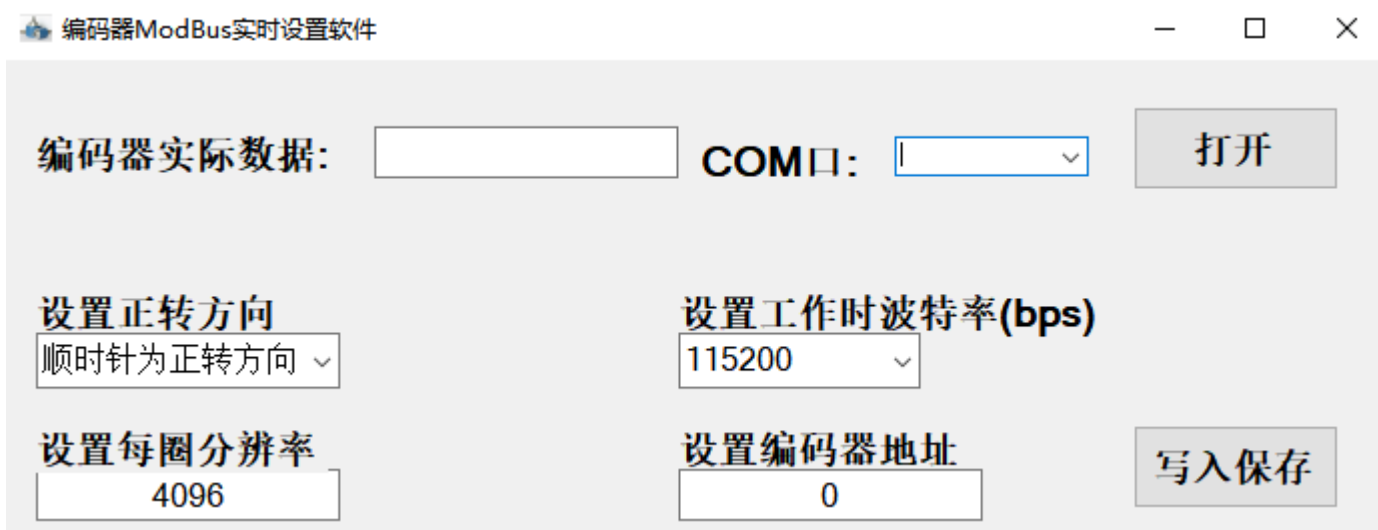 编码器ModBus实时设置软件
编码器实际数据:
COM口:
打开
设置正转方向
设置工作时波特率(bps)
顺时针为正转方向
115200
设置每圈分辨率
设置编码器地址
写入保存
4096
0